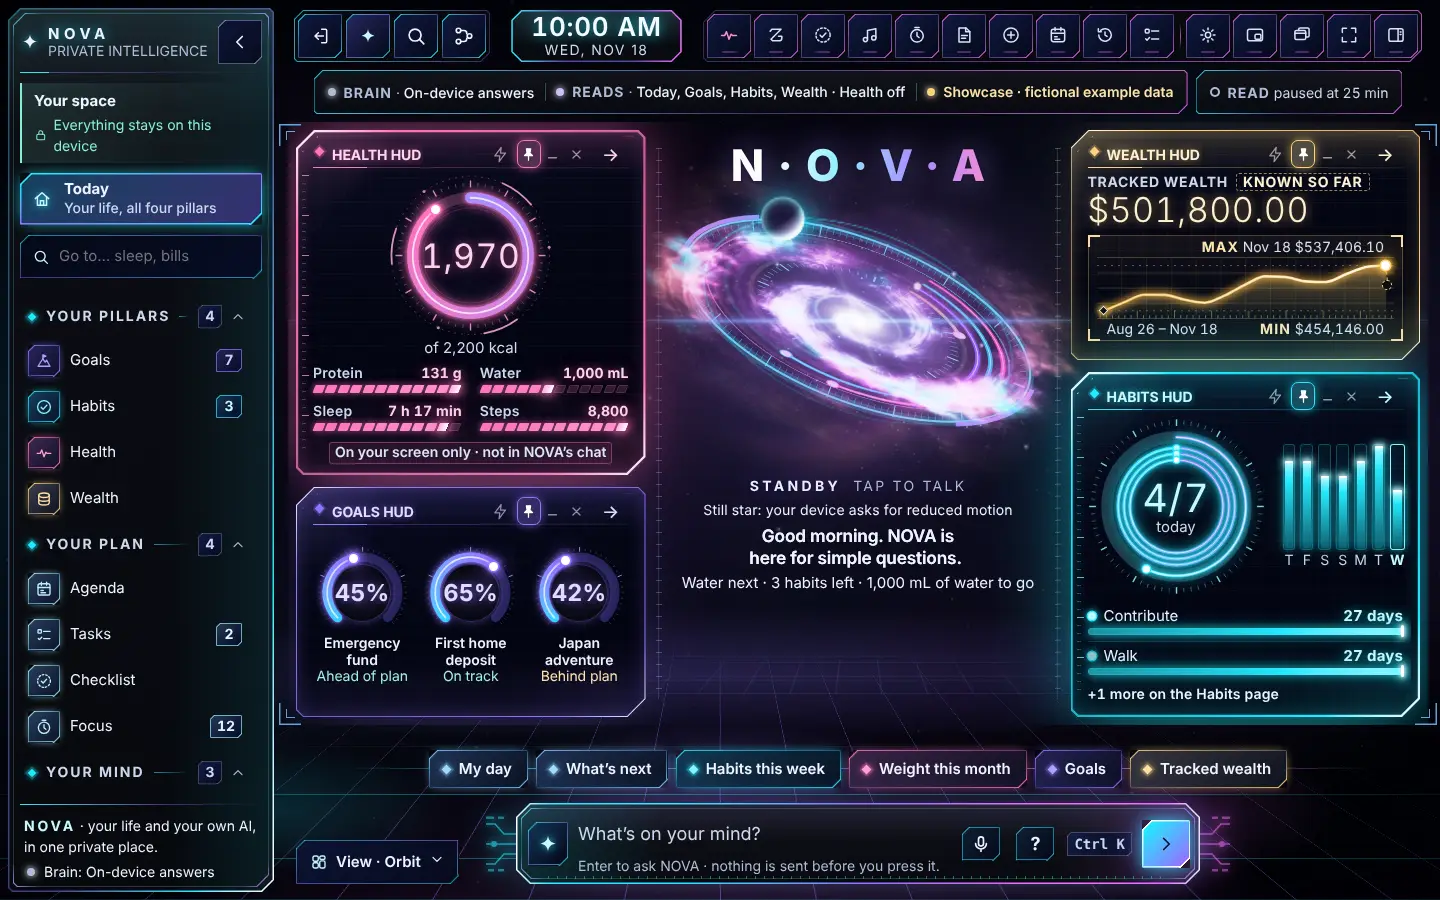 NOVA
PRIVATE INTELLIGENCE
Your space
Everything stays on this
device
Today
Your life, all four pillars
Go to... sleep, bills
YOUR PILLARS 4
Goals 7
Habits 3
Health
Wealth
YOUR PLAN 4
Agenda
Tasks 2
Checklist
Focus 12
YOUR MIND 3
NOVA · your life and your own AI,
in one private place.
Brain: On-device answers
10:00 AM
WED, NOV 18
BRAIN · On-device answers
READS · Today, Goals, Habits, Wealth · Health off
Showcase · fictional example data
READ paused at 25 min
HEALTH HUD
1,970
of 2,200 kcal
Protein 131 g
Water 1,000 mL
Sleep 7 h 17 min
Steps 8,800
On your screen only · not in NOVA's chat
GOALS HUD
45%
Emergency
fund
Ahead of plan
65%
First home
deposit
On track
42%
Japan
adventure
Behind plan
N·O·V·A
STANDBY TAP TO TALK
Still star: your device asks for reduced motion
Good morning. NOVA is
here for simple questions.
Water next · 3 habits left · 1,000 mL of water to go
WEALTH HUD
TRACKED WEALTH KNOWN SO FAR
$501,800.00
MAX Nov 18 $537,406.10
Aug 26 – Nov 18 MIN $454,146.00
HABITS HUD
4/7
today
T F S S M T W
Contribute 27 days
Walk 27 days
+1 more on the Habits page
My day
What's next
Habits this week
Weight this month
Goals
Tracked wealth
View · Orbit
What's on your mind?
Enter to ask NOVA · nothing is sent before you press it.
?
Ctrl K